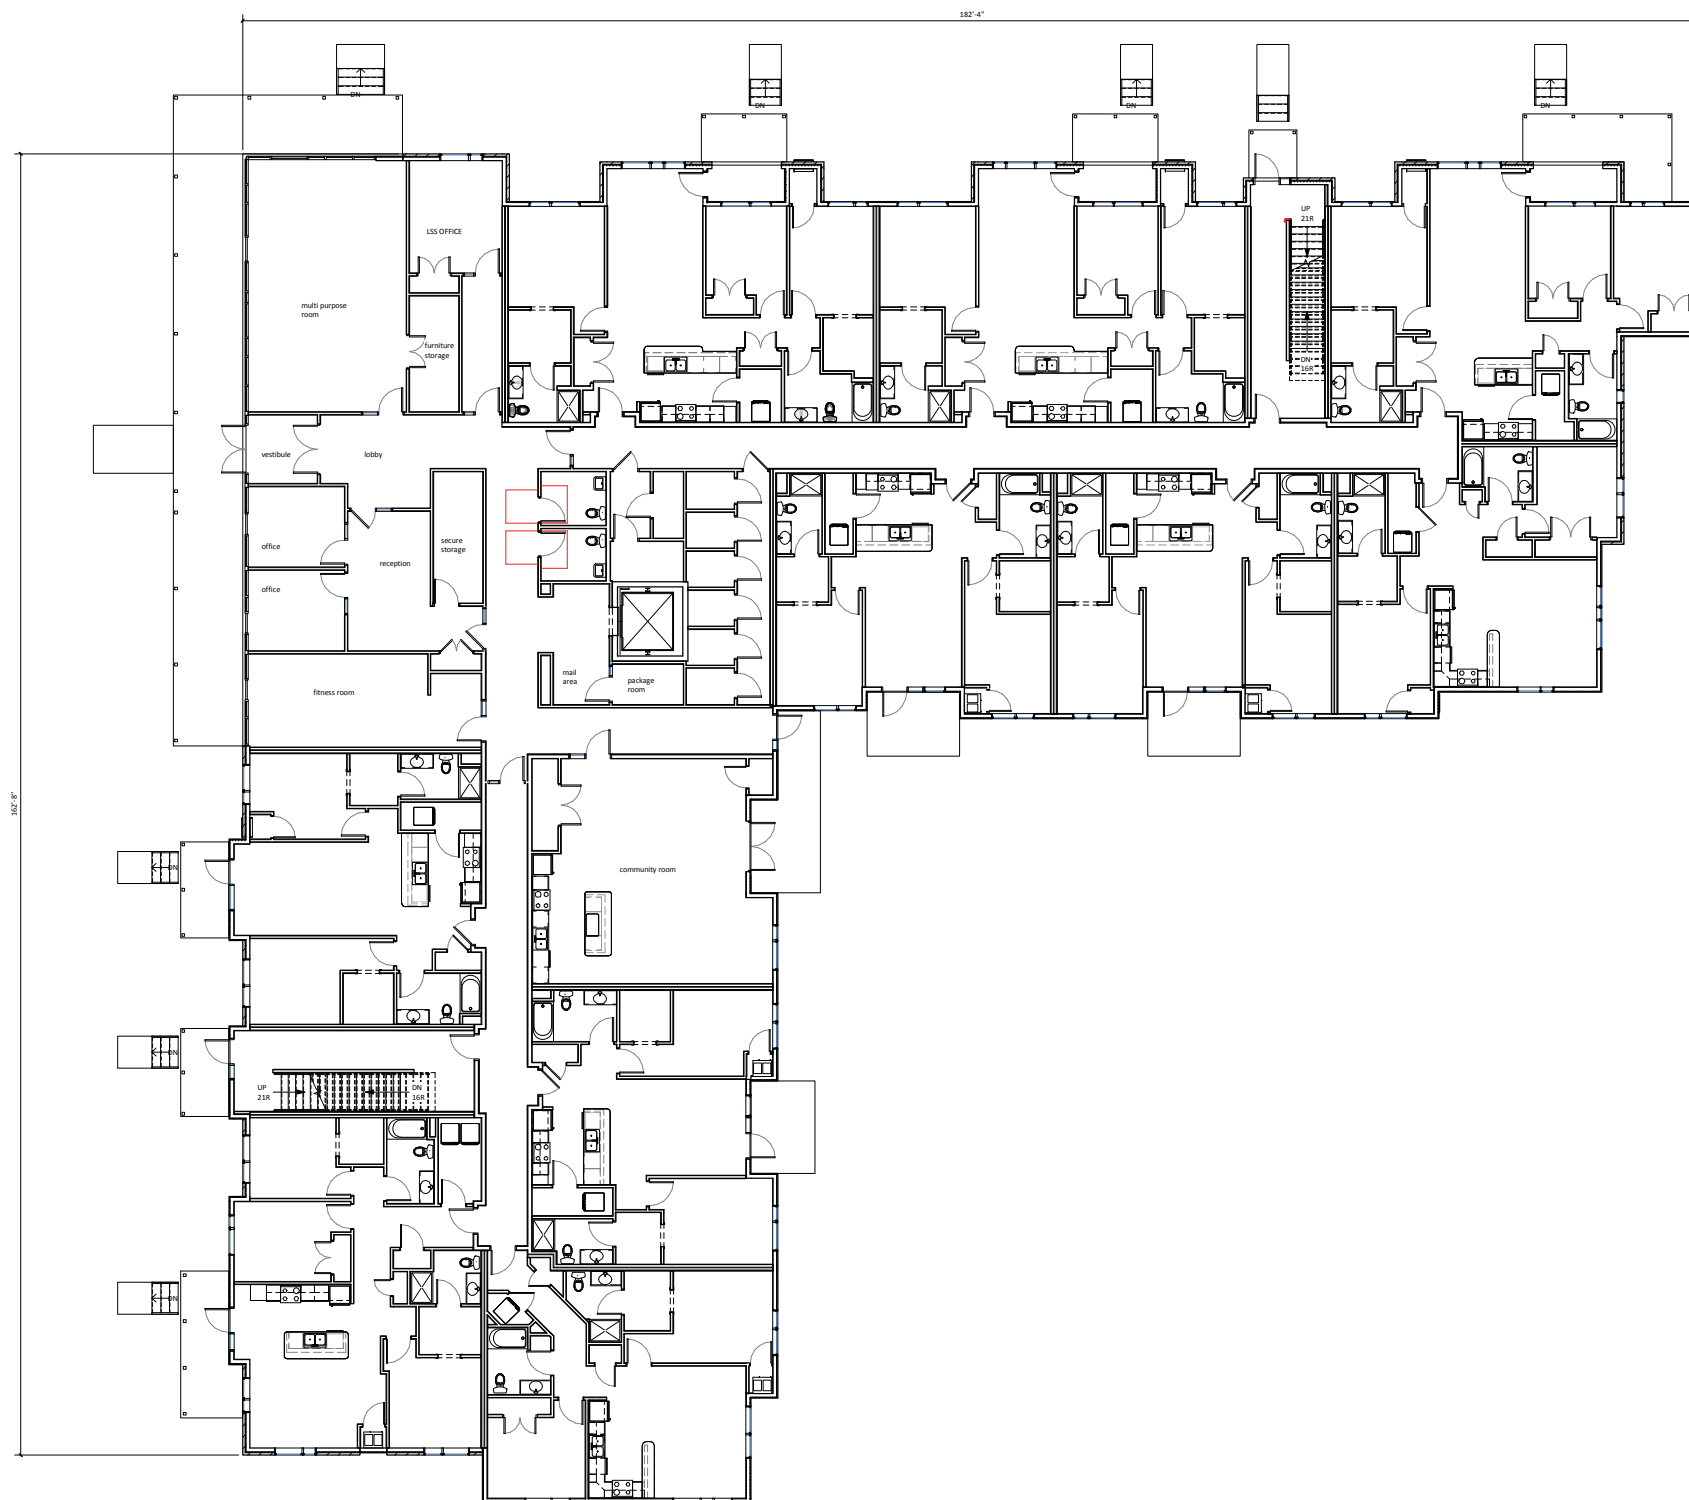 182'-4"
DN
DN
DN
DN
UP
21R
LSS OFFICE
multi purpose
room
furniture
storage
DN
16R
vestibule
lobby
office
secure
storage
reception
office
mail
area
package
room
fitness room
162'-8"
DN
community room
DN
UP
21R
DN
16R
DN